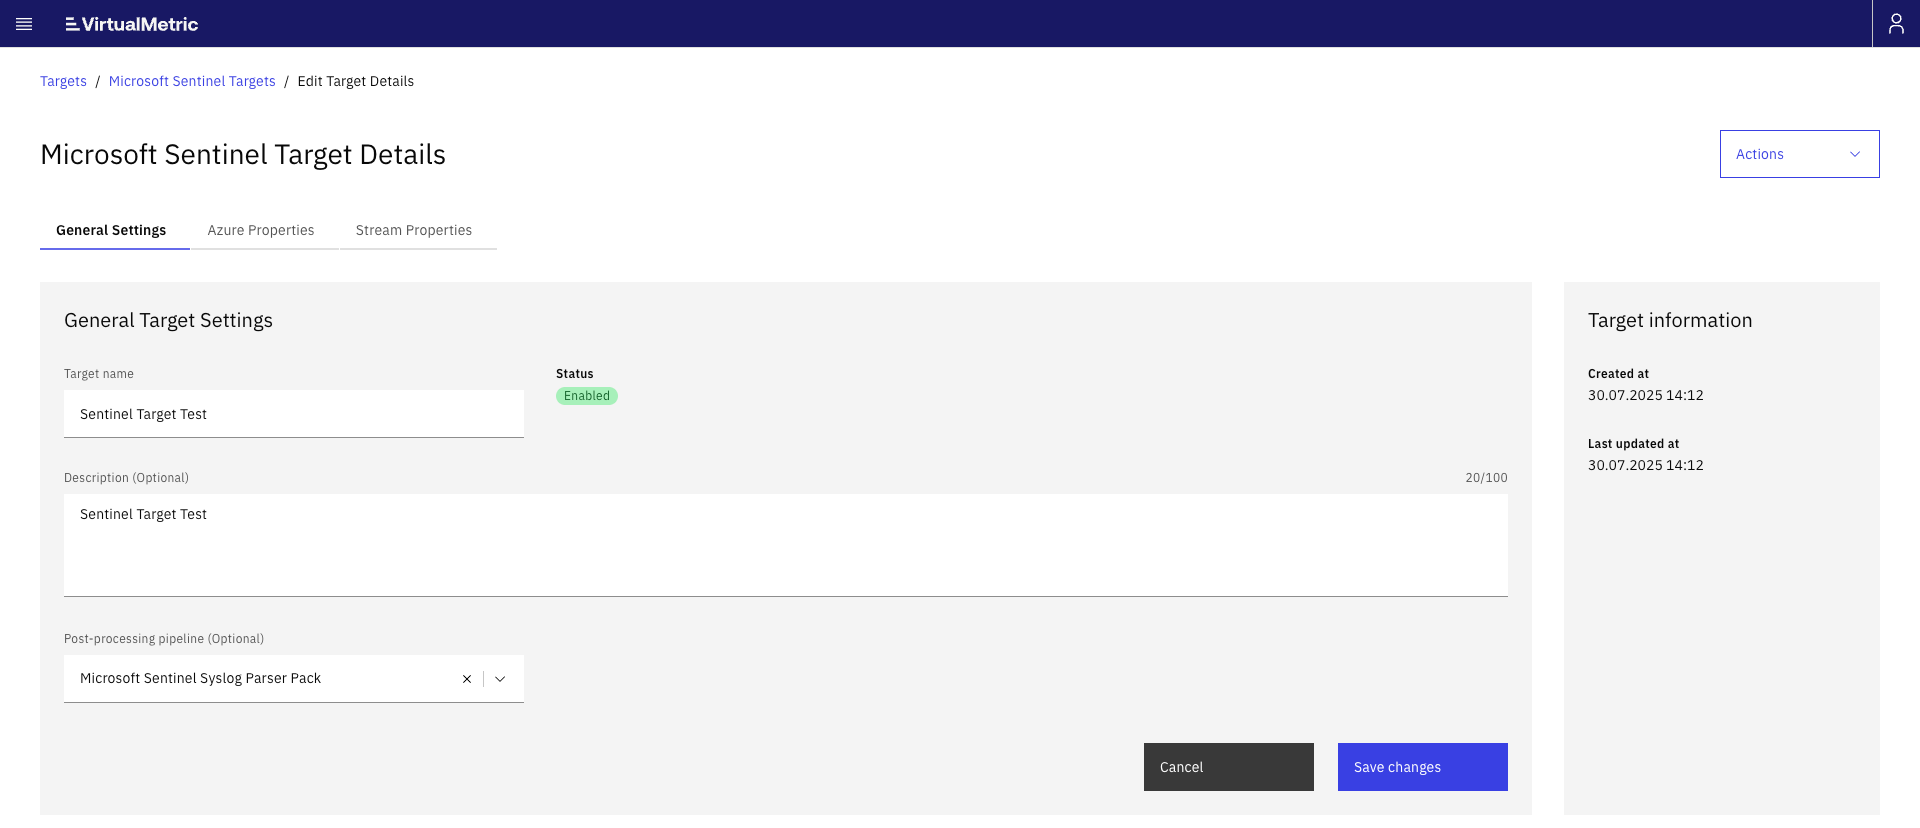 VirtualMetric
Targets / Microsoft Sentinel Targets / Edit Target Details
Microsoft Sentinel Target Details
Actions
General Settings Azure Properties Stream Properties
General Target Settings
Target name
Sentinel Target Test
Status
Enabled
Description (Optional) 20/100
Sentinel Target Test
Post-processing pipeline (Optional)
Microsoft Sentinel Syslog Parser Pack
Cancel Save changes
Target information
Created at
30.07.2025 14:12
Last updated at
30.07.2025 14:12